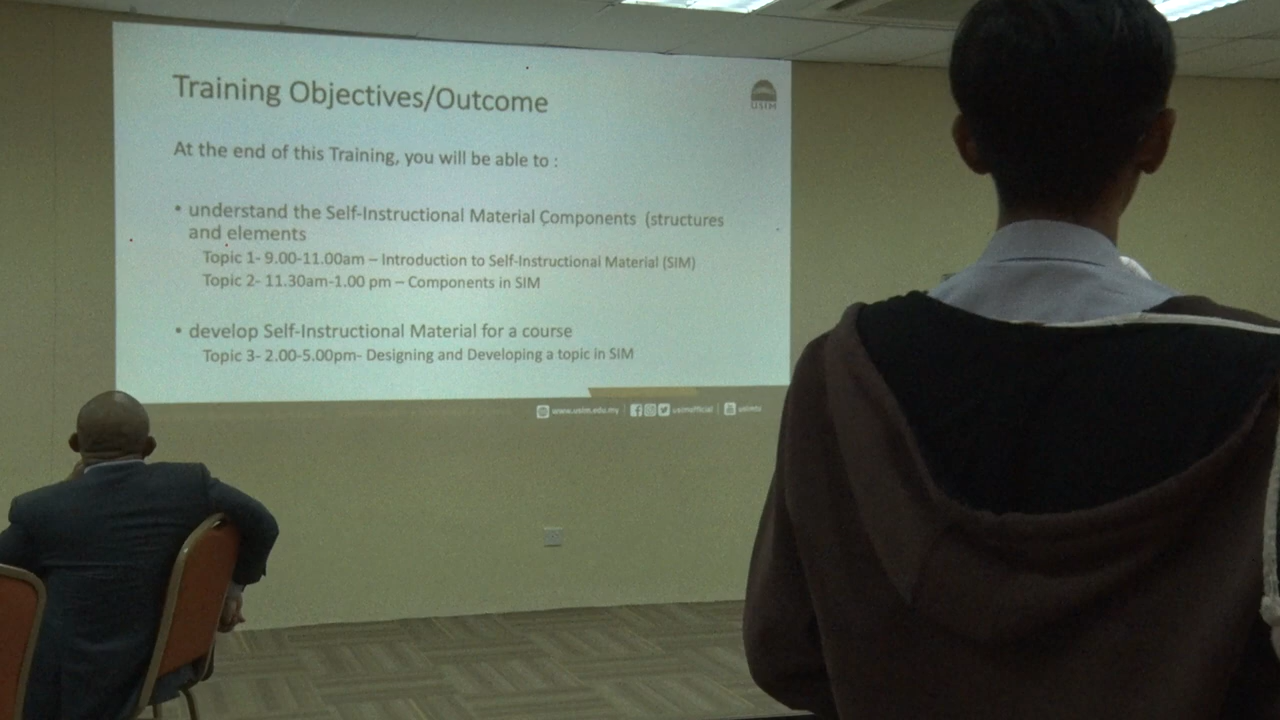 Training Objectives/Outcome
USIM
At the end of this Training, you will be able to :
• understand the Self-Instructional Material Components (structures
and elements
Topic 1- 9.00-11.00am – Introduction to Self-Instructional Material (SIM)
Topic 2- 11.30am-1.00 pm – Components in SIM
• develop Self-Instructional Material for a course
Topic 3- 2.00-5.00pm- Designing and Developing a topic in SIM
www.usim.edu.my | usimofficial | usimtv